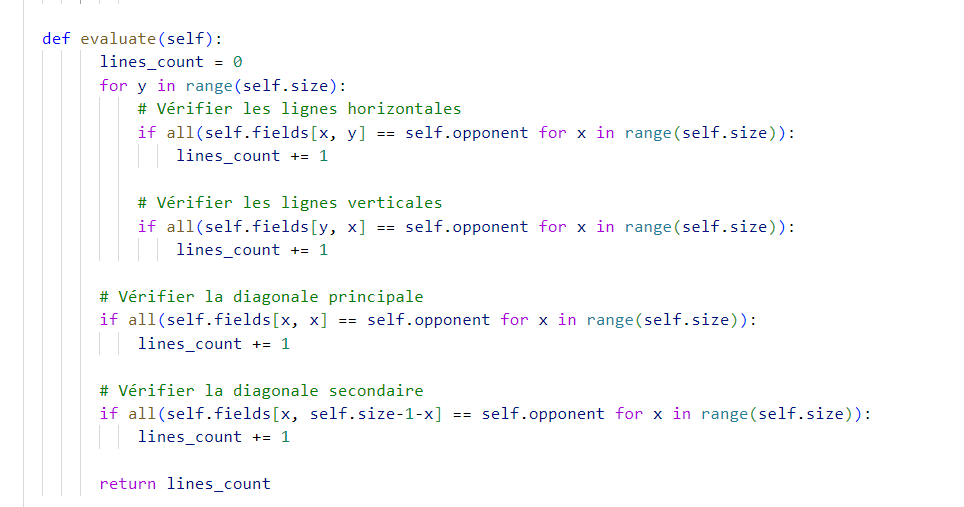 def evaluate(self):
lines_count = 0
for y in range(self.size):
# Vérifier les lignes horizontales
if all(self.fields[x, y] == self.opponent for x in range(self.size)):
lines_count += 1
# Vérifier les lignes verticales
if all(self.fields[y, x] == self.opponent for x in range(self.size)):
lines_count += 1
# Vérifier la diagonale principale
if all(self.fields[x, x] == self.opponent for x in range(self.size)):
lines_count += 1
# Vérifier la diagonale secondaire
if all(self.fields[x, self.size-1-x] == self.opponent for x in range(self.size)):
lines_count += 1
return lines_count